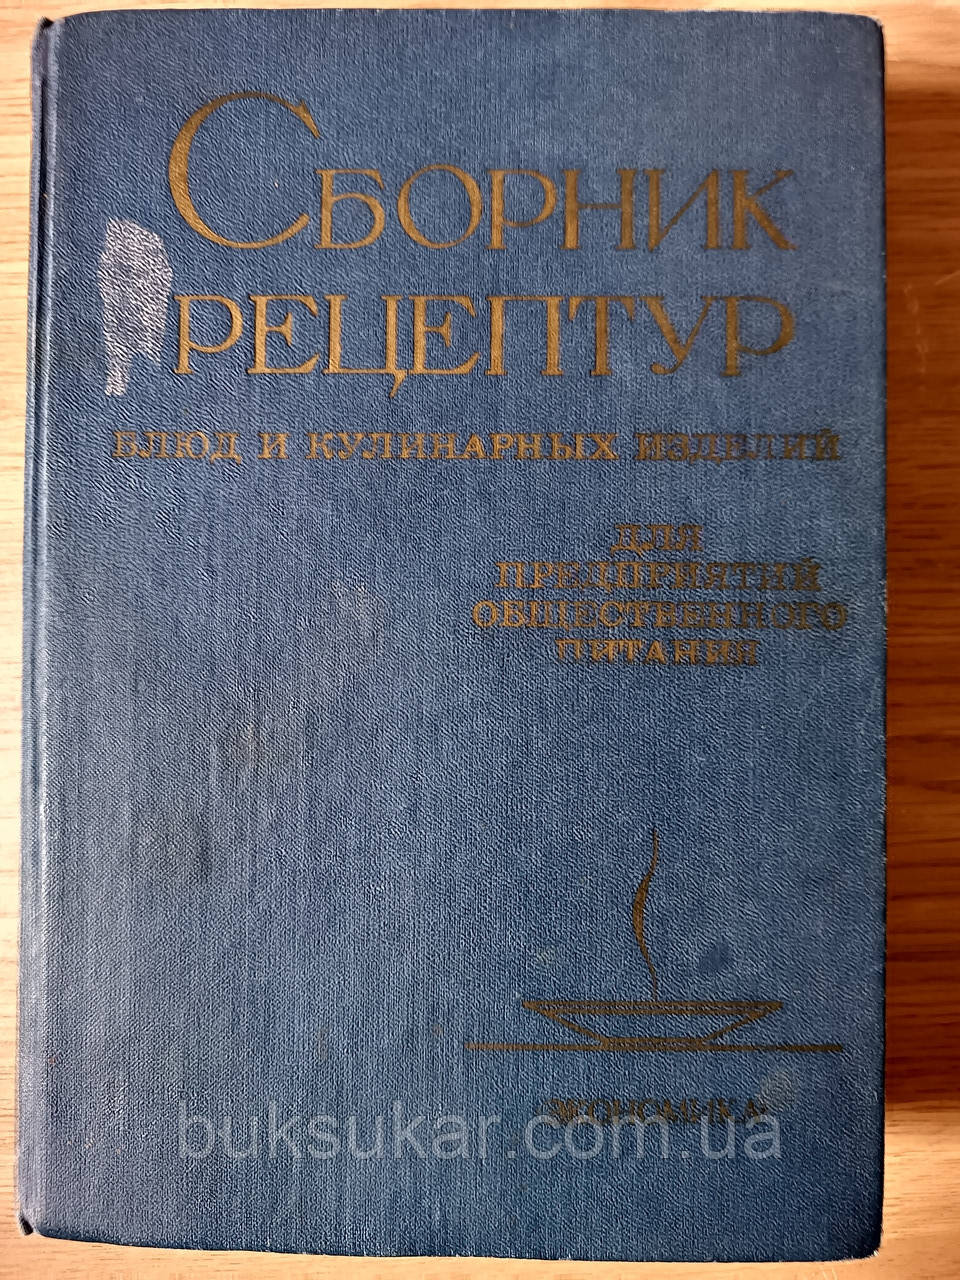 СБОРНИК
РЕЦЕПТУР
БЛЮД И КУЛИНАРНЫХ ИЗДЕЛИЙ
ДЛЯ
ПРЕДПРИЯТИЙ
ОБЩЕСТВЕННОГО
ПИТАНИЯ
ЭКОНОМИКА
buksukar.com.ua